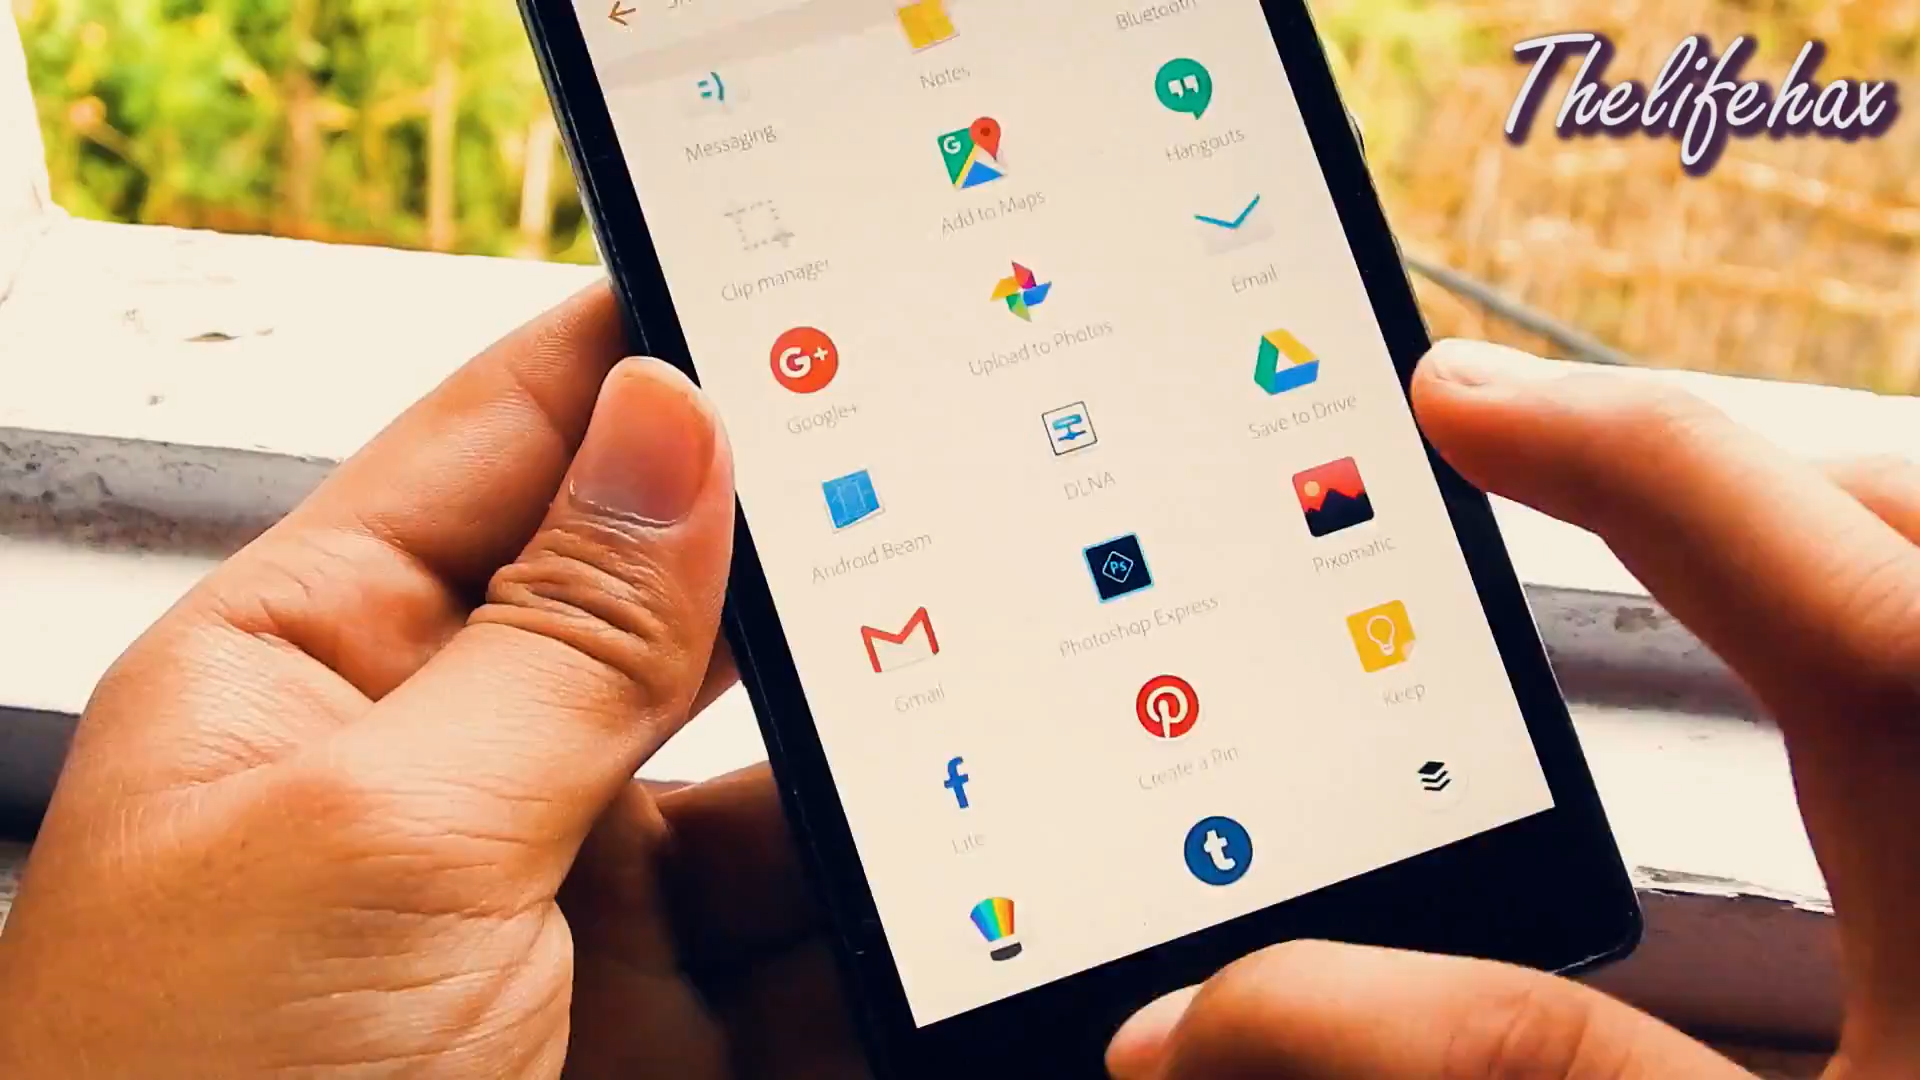 Thelifehax
Bluetooth
Notes
Messaging
Hangouts
Add to Maps
Clip manager
Email
Upload to Photos
Google+
Save to Drive
DLNA
Android Beam
Pixomatic
Photoshop Express
Gmail
Keep
Create a Pin
Lite